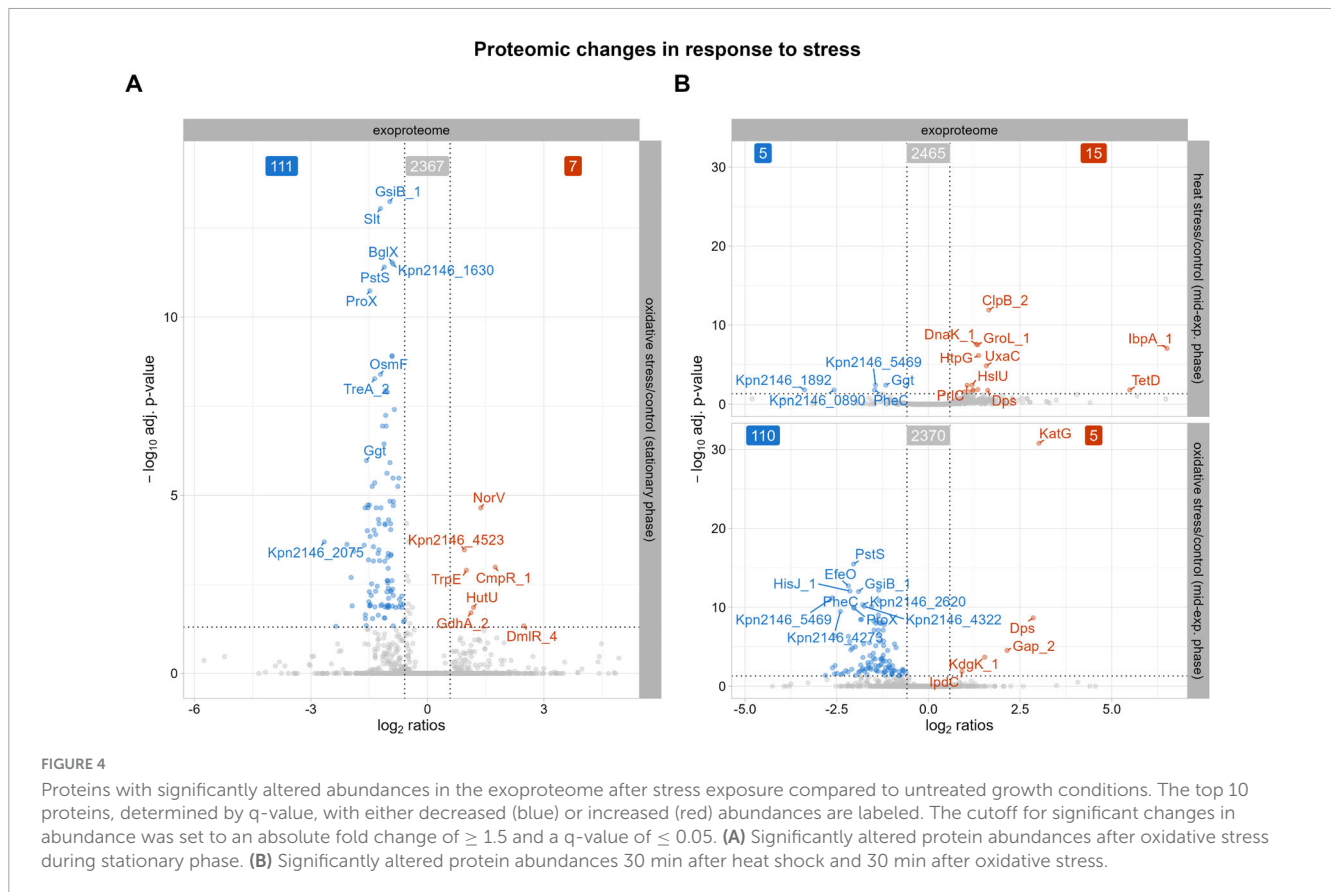 Proteomic changes in response to stress
A
exoproteome
111
2367
7
GsiB_1
Slt
BglX
Kpn2146_1630
PstS
ProX
OsmF
TreA_2
Ggt
NorV
Kpn2146_4523
Kpn2146_2075
TrpE
CmpR_1
HutU
GdhA_2
DmlR_4
10
5
0
-6
-3
0
3
− log10 adj. p-value
log2 ratios
oxidative stress/control (stationary phase)
B
exoproteome
5
2465
15
ClpB_2
DnaK_1
GroL_1
IbpA_1
HtpG
UxaC
Kpn2146_5469
HslU
Kpn2146_1892
Ggt
TetD
Kpn2146_0890
PheC
PrlC
Dps
30
20
10
0
heat stress/control (mid-exp. phase)
110
2370
5
KatG
PstS
EfeO
HisJ_1
GsiB_1
PheC
Kpn2146_2620
Kpn2146_5469
ProX
Kpn2146_4322
Kpn2146_4273
Dps
Gap_2
KdgK_1
IpdC
30
20
10
0
-5.0
-2.5
0.0
2.5
5.0
− log10 adj. p-value
log2 ratios
oxidative stress/control (mid-exp. phase)
FIGURE 4
Proteins with significantly altered abundances in the exoproteome after stress exposure compared to untreated growth conditions. The top 10
proteins, determined by q-value, with either decreased (blue) or increased (red) abundances are labeled. The cutoff for significant changes in
abundance was set to an absolute fold change of ≥ 1.5 and a q-value of ≤ 0.05. (A) Significantly altered protein abundances after oxidative stress
during stationary phase. (B) Significantly altered protein abundances 30 min after heat shock and 30 min after oxidative stress.